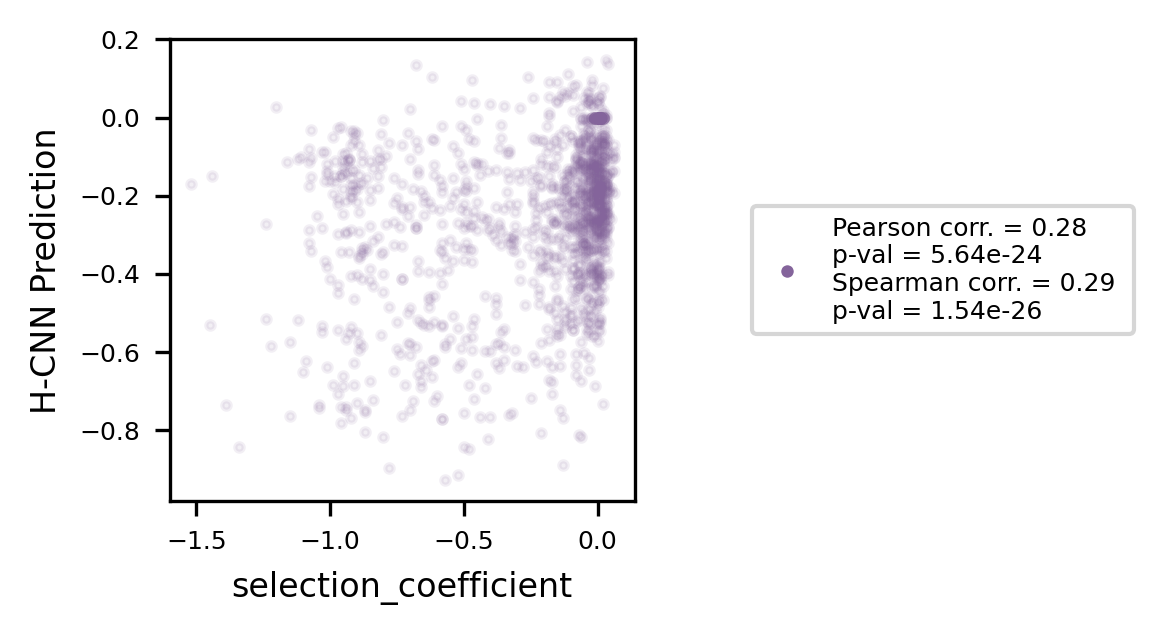 0.2
0.0
−0.2
−0.4
−0.6
−0.8
H-CNN Prediction
−1.5
−1.0
−0.5
0.0
selection_coefficient
Pearson corr. = 0.28
p-val = 5.64e-24
Spearman corr. = 0.29
p-val = 1.54e-26